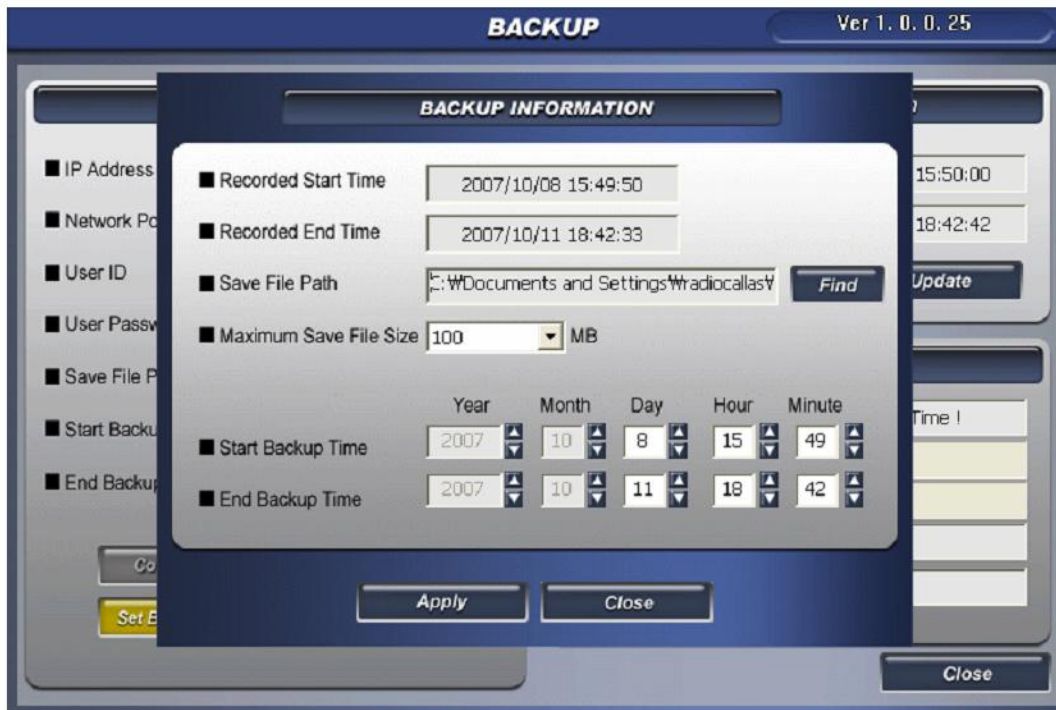 BACKUP
Ver 1. 0. 0. 25
BACKUP INFORMATION
IP Address
15:50:00
Network Po
18:42:42
User ID
Update
User Passw
Save File P
Start Backu
Time !
End Backup
Co
Set B
Close
Recorded Start Time 2007/10/08 15:49:50
Recorded End Time 2007/10/11 18:42:33
Save File Path C:₩Documents and Settings₩radiocallas₩ Find
Maximum Save File Size 100 MB
Year Month Day Hour Minute
Start Backup Time 2007 10 8 15 49
End Backup Time 2007 10 11 18 42
Apply Close